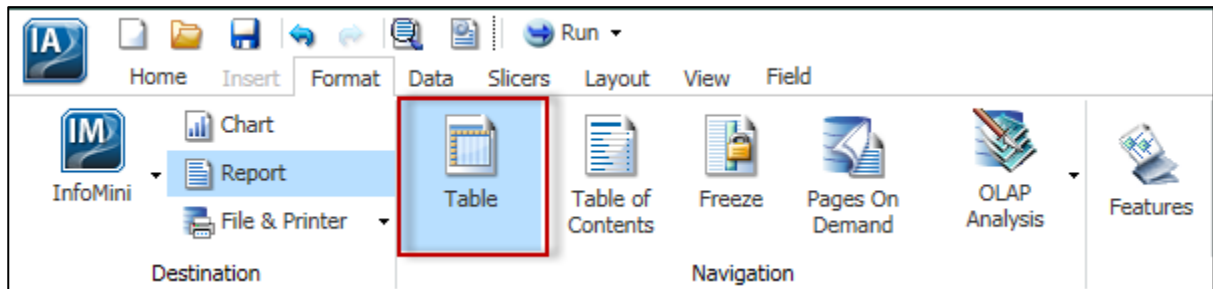 IA
Run
Home Insert Format Data Slicers Layout View Field
IM
InfoMini
Chart
Report
File & Printer
Destination
Table
Table of
Contents
Freeze
Pages On
Demand
OLAP
Analysis
Navigation
Features